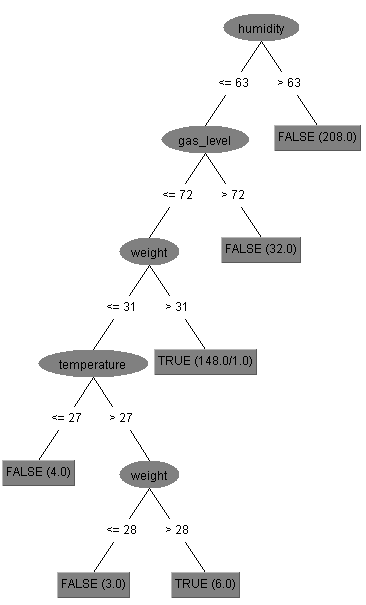 humidity
<= 63
> 63
gas_level
FALSE (208.0)
<= 72
> 72
weight
FALSE (32.0)
<= 31
> 31
temperature
TRUE (148.0/1.0)
<= 27
> 27
FALSE (4.0)
weight
<= 28
> 28
FALSE (3.0)
TRUE (6.0)